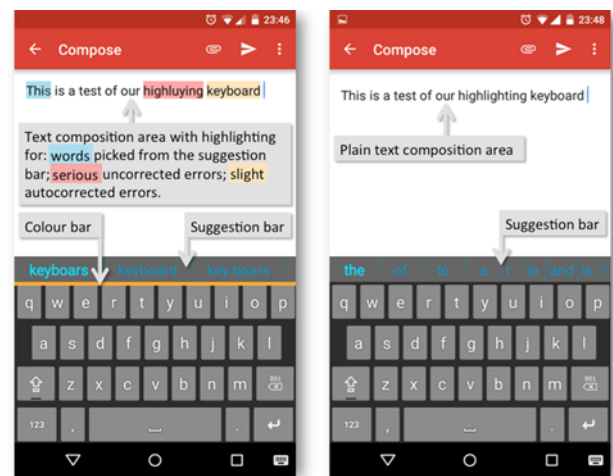 23:46
Compose
This is a test of our highluying keyboard
Text composition area with highlighting
for: words picked from the suggestion
bar; serious uncorrected errors; slight
autocorrected errors.
Colour bar
Suggestion bar
keyboars keyboard key boars
q w e r t y u i o p
a s d f g h j k l
z x c v b n m DEL
123 , .
23:48
Compose
This is a test of our highlighting keyboard
Plain text composition area
Suggestion bar
the of to a I in and is
q w e r t y u i o p
a s d f g h j k l
z x c v b n m DEL
123 , .